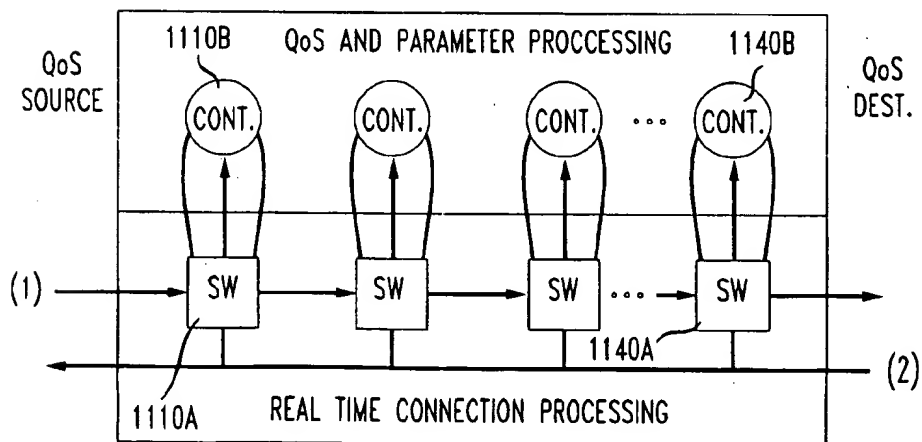 1110B
QoS AND PARAMETER PROCCESSING
1140B
QoS
SOURCE
QoS
DEST.
CONT.
CONT.
CONT.
...
CONT.
(1)
SW
SW
SW
...
SW
1140A
(2)
1110A
REAL TIME CONNECTION PROCESSING